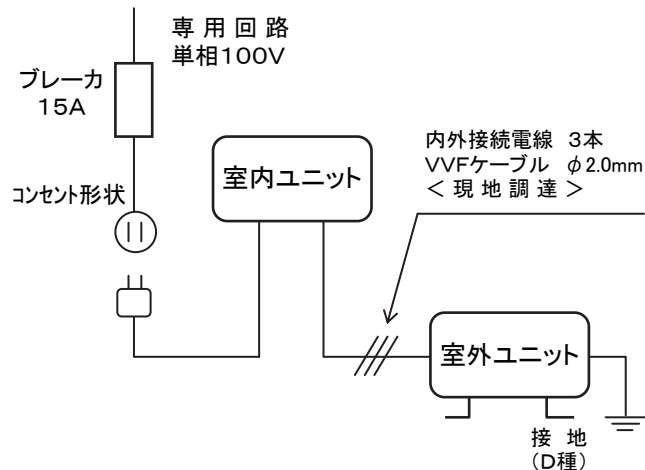 専用回路
単相100V
ブレーカ
15A
コンセント形状
室内ユニット
内外接続電線 3本
VVFケーブル φ2.0mm
<現地調達>
室外ユニット
接地
(D種)